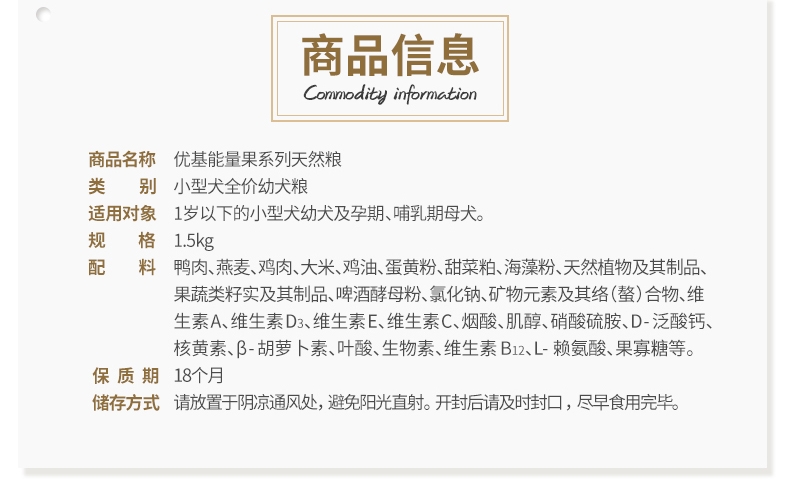 商品信息
Commodity information
商品名称 优基能量果系列天然粮
类 别 小型犬全价幼犬粮
适用对象 1岁以下的小型犬幼犬及孕期、哺乳期母犬。
规 格 1.5kg
配 料 鸭肉、燕麦、鸡肉、大米、鸡油、蛋黄粉、甜菜粕、海藻粉、天然植物及其制品、
果蔬类籽实及其制品、啤酒酵母粉、氯化钠、矿物元素及其络(螯)合物、维
生素A、维生素D3、维生素E、维生素C、烟酸、肌醇、硝酸硫胺、D-泛酸钙、
核黄素、β-胡萝卜素、叶酸、生物素、维生素B12、L-赖氨酸、果寡糖等。
保 质 期 18个月
储存方式 请放置于阴凉通风处，避免阳光直射。开封后请及时封口，尽早食用完毕。